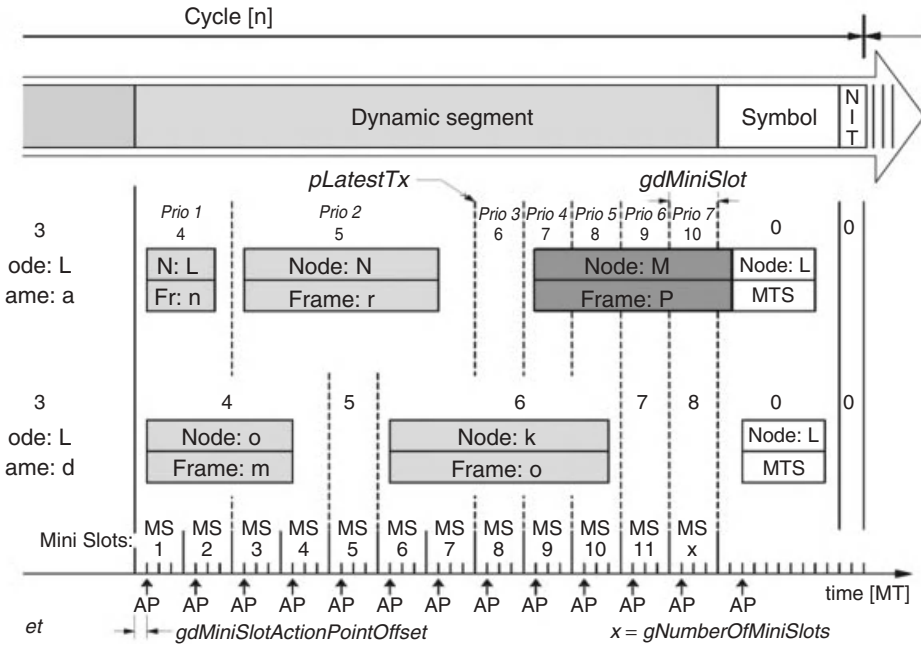 Cycle [n]
Dynamic segment
Symbol
NIT
pLatestTx
gdMiniSlot
Prio 1 Prio 2 Prio 3 Prio 4 Prio 5 Prio 6 Prio 7
3 4 5 6 7 8 9 10 0 0
ode: L N: L Node: N Node: M Node: L
ame: a Fr: n Frame: r Frame: P MTS
3 4 5 6 7 8 0 0
ode: L Node: o Node: k Node: L
ame: d Frame: m Frame: o MTS
Mini Slots: MS 1 MS 2 MS 3 MS 4 MS 5 MS 6 MS 7 MS 8 MS 9 MS 10 MS 11 MS x
time [MT]
AP AP AP AP AP AP AP AP AP AP AP AP AP
et gdMiniSlotActionPointOffset x = gNumberOfMiniSlots